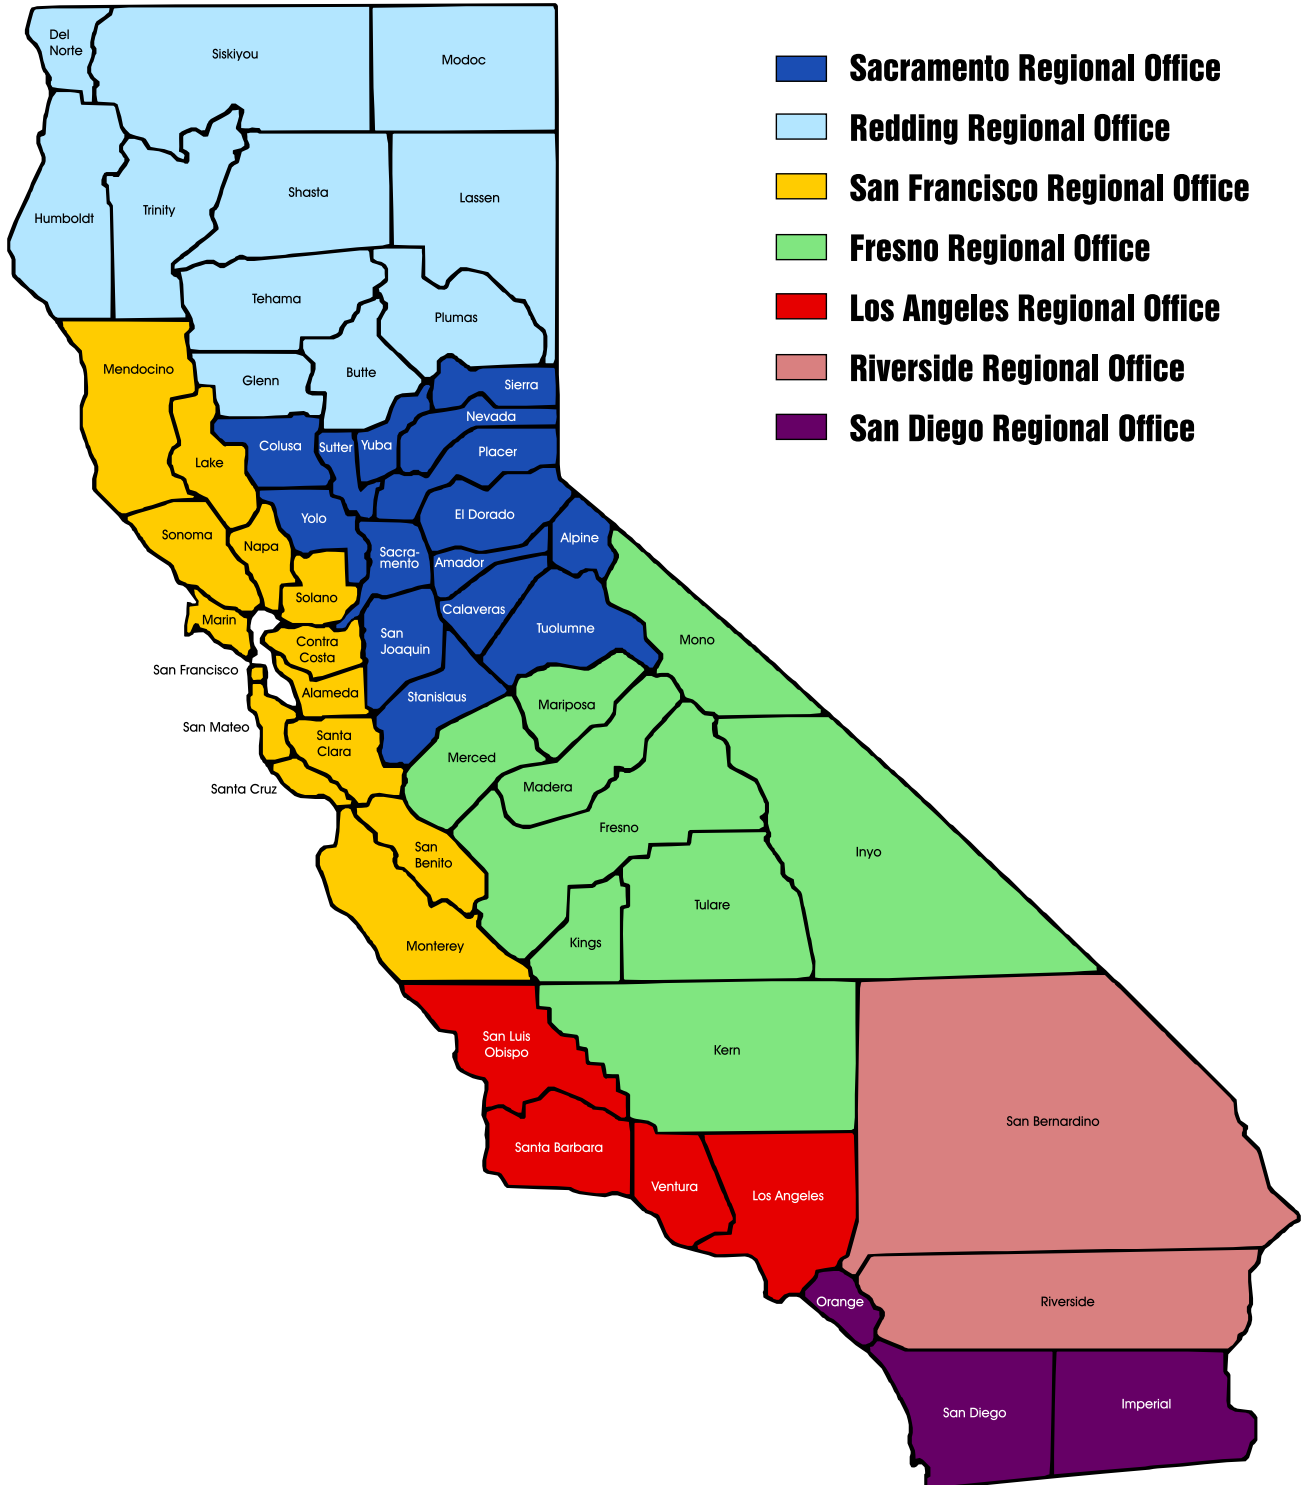 Del
Norte
Siskiyou
Modoc
Sacramento Regional Office
Redding Regional Office
San Francisco Regional Office
Fresno Regional Office
Los Angeles Regional Office
Riverside Regional Office
San Diego Regional Office
Humboldt
Trinity
Shasta
Lassen
Tehama
Plumas
Mendocino
Glenn
Butte
Sierra
Nevada
Lake
Colusa
Sutter
Yuba
Placer
Sonoma
Napa
Yolo
El Dorado
Sacra-
mento
Amador
Alpine
Marin
Solano
Calaveras
Tuolumne
Mono
Contra
Costa
San
Joaquin
San Francisco
Alameda
Stanislaus
Mariposa
San Mateo
Santa
Clara
Merced
Madera
Santa Cruz
Fresno
San
Benito
Inyo
Monterey
Kings
Tulare
San Luis
Obispo
Kern
San Bernardino
Santa Barbara
Ventura
Los Angeles
Orange
Riverside
San Diego
Imperial